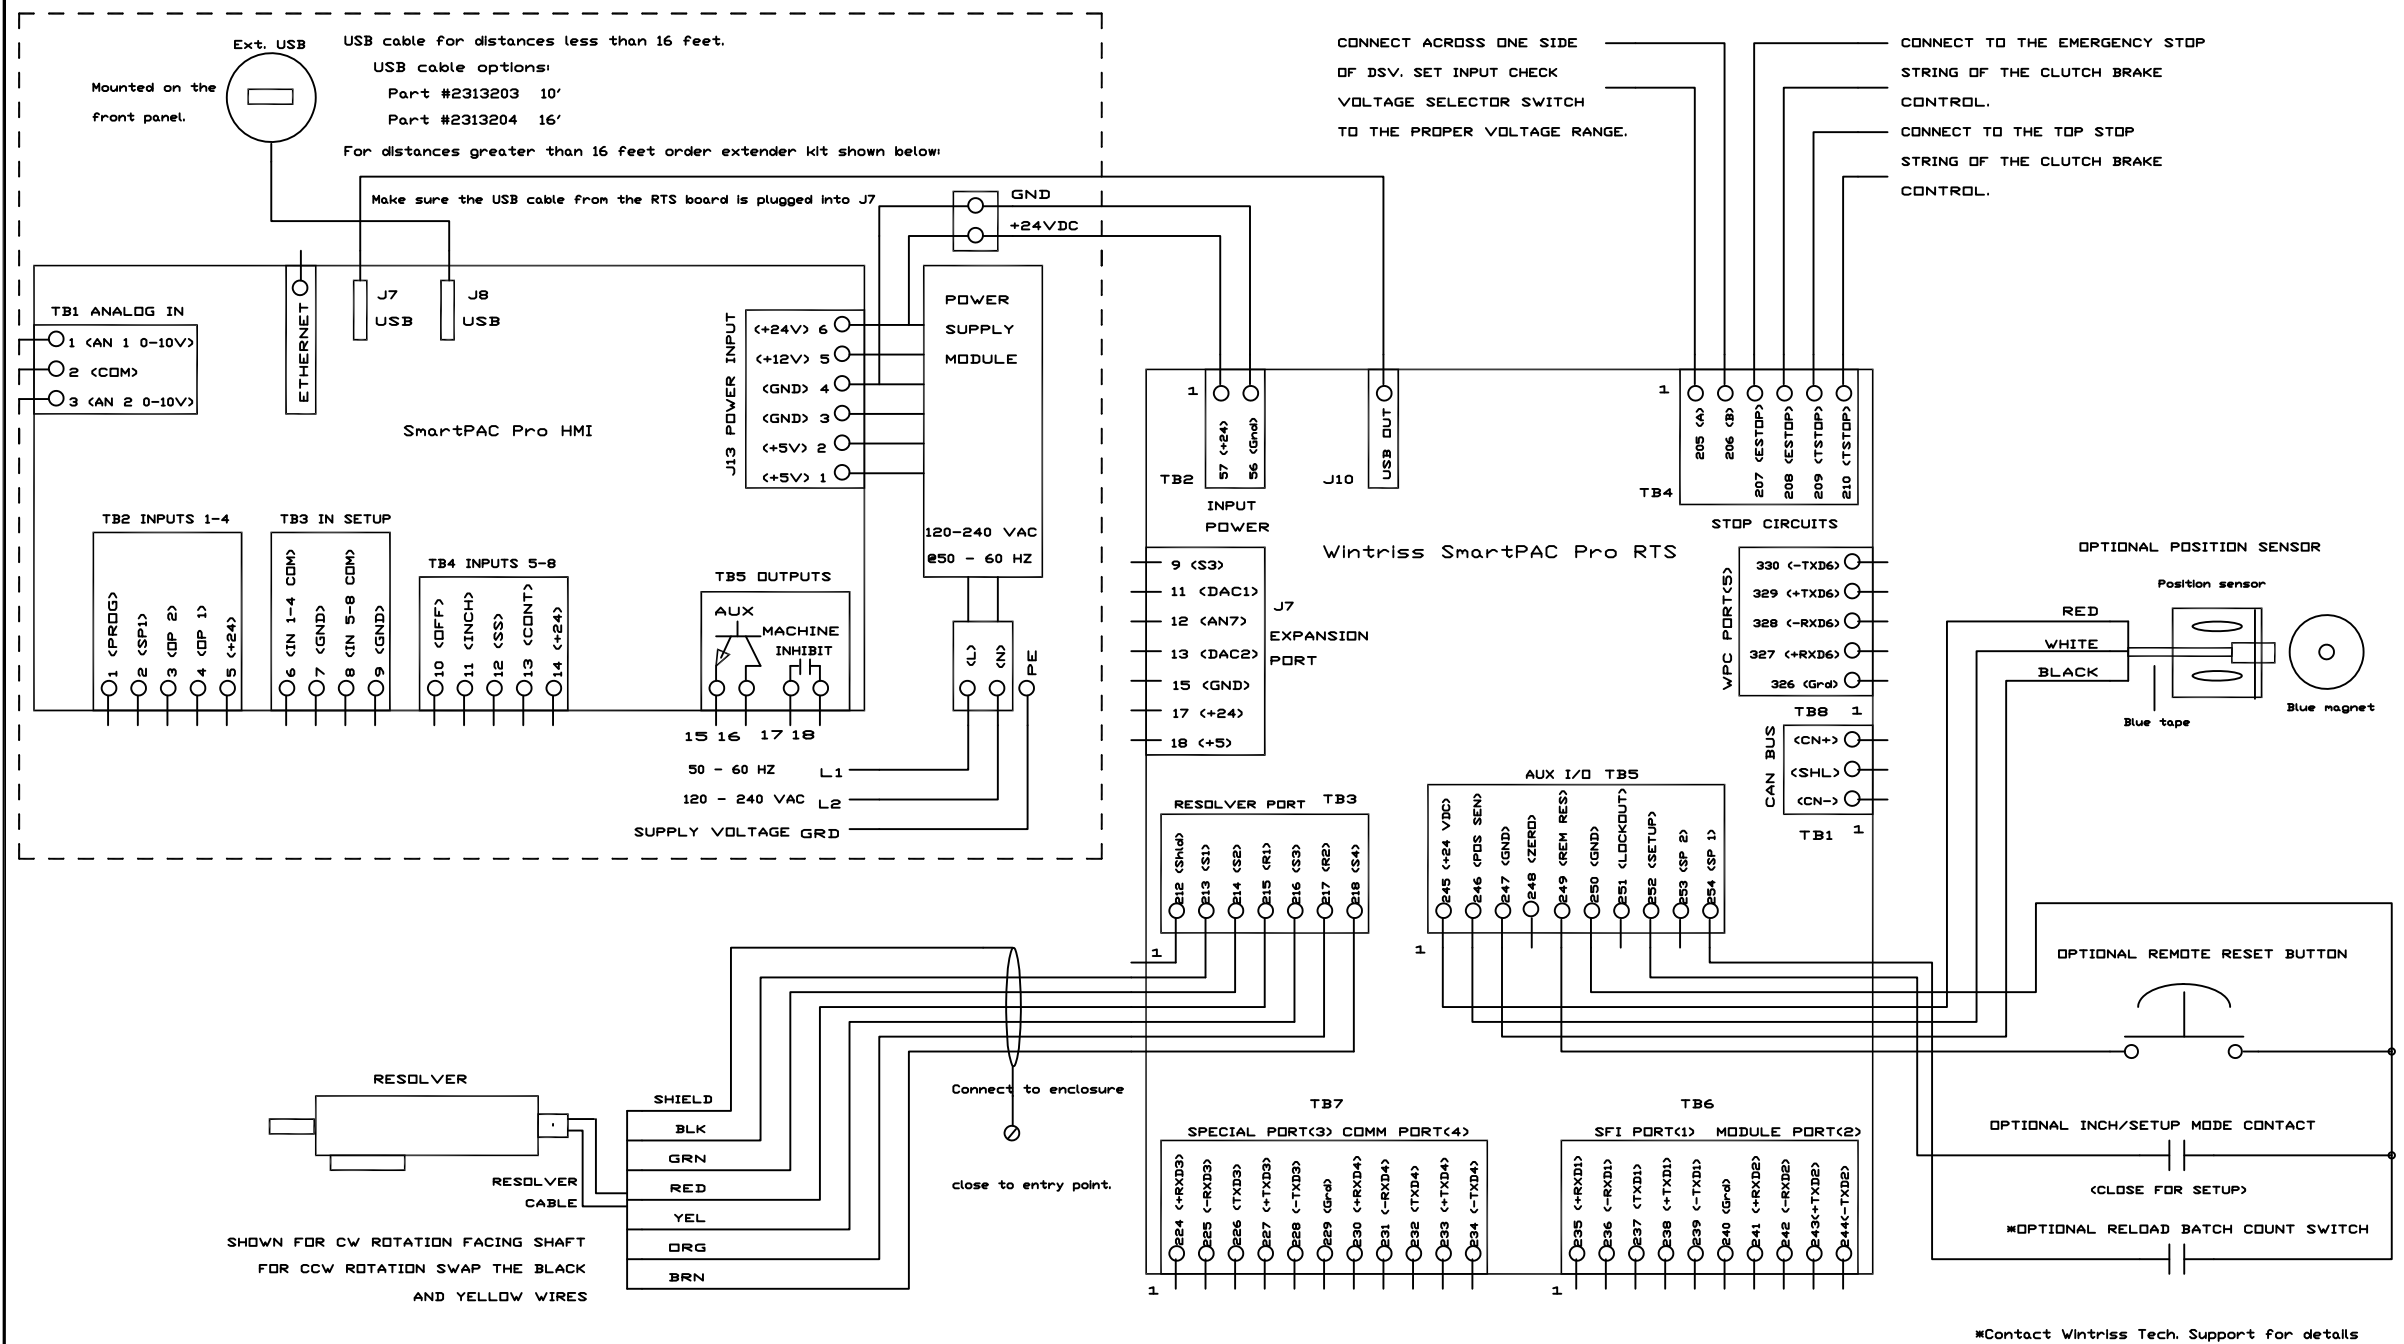 Ext. USB
Mounted on the
front panel.
USB cable for distances less than 16 feet.
USB cable options:
Part #2313203 10'
Part #2313204 16'
For distances greater than 16 feet order extender kit shown below:
Make sure the USB cable from the RTS board is plugged into J7
GND
+24VDC
CONNECT ACROSS ONE SIDE
OF DSV. SET INPUT CHECK
VOLTAGE SELECTOR SWITCH
TO THE PROPER VOLTAGE RANGE.
CONNECT TO THE EMERGENCY STOP
STRING OF THE CLUTCH BRAKE
CONTROL.
CONNECT TO THE TOP STOP
STRING OF THE CLUTCH BRAKE
CONTROL.
TB1 ANALOG IN
1 (AN 1 0-10V)
2 (COM)
3 (AN 2 0-10V)
ETHERNET
J7
USB
J8
USB
SmartPAC Pro HMI
J13 POWER INPUT
(+24V) 6
(+12V) 5
(GND) 4
(GND) 3
(+5V) 2
(+5V) 1
POWER
SUPPLY
MODULE
120-240 VAC
@50 - 60 HZ
TB2 INPUTS 1-4
1 (PROG)
2 (SP1)
3 (OP 2)
4 (OP 1)
5 (+24)
TB3 IN SETUP
6 (IN 1-4 COM)
7 (GND)
8 (IN 5-8 COM)
9 (GND)
TB4 INPUTS 5-8
10 (OFF)
11 (INCH)
12 (SS)
13 (CONT)
14 (+24)
TB5 OUTPUTS
AUX
MACHINE
INHIBIT
15 16 17 18
(L)
(N)
PE
50 - 60 HZ L1
120 - 240 VAC L2
SUPPLY VOLTAGE GRD
1
57 (+24)
56 (Gnd)
TB2
INPUT
POWER
J10
USB OUT
1
205 (A)
206 (B)
207 (ESTOP)
208 (ESTOP)
209 (TSTOP)
210 (TSTOP)
TB4
STOP CIRCUITS
Wintriss SmartPAC Pro RTS
9 (S3)
11 (DAC1)
12 (AN7)
13 (DAC2)
15 (GND)
17 (+24)
18 (+5)
J7
EXPANSION
PORT
WPC PORT(5)
330 (-TXD6)
329 (+TXD6)
328 (-RXD6)
327 (+RXD6)
326 (Grd)
TB8 1
CAN BUS
(CN+)
(SHL)
(CN-)
TB1 1
OPTIONAL POSITION SENSOR
Position sensor
RED
WHITE
BLACK
Blue tape
Blue magnet
RESOLVER PORT TB3
212 (Shld)
213 (S1)
214 (S2)
215 (R1)
216 (S3)
217 (R2)
218 (S4)
1
AUX I/O TB5
245 (+24 VDC)
246 (POS SEN)
247 (GND)
248 (ZERO)
249 (REM RES)
250 (GND)
251 (LOCKOUT)
252 (SETUP)
253 (SP 2)
254 (SP 1)
1
OPTIONAL REMOTE RESET BUTTON
OPTIONAL INCH/SETUP MODE CONTACT
(CLOSE FOR SETUP)
*OPTIONAL RELOAD BATCH COUNT SWITCH
RESOLVER
RESOLVER
CABLE
SHIELD
BLK
GRN
RED
YEL
ORG
BRN
SHOWN FOR CW ROTATION FACING SHAFT
FOR CCW ROTATION SWAP THE BLACK
AND YELLOW WIRES
Connect to enclosure
close to entry point.
TB7
SPECIAL PORT(3) COMM PORT(4)
224 (+RXD3)
225 (-RXD3)
226 (TXD3)
227 (+TXD3)
228 (-TXD3)
229 (Grd)
230 (+RXD4)
231 (-RXD4)
232 (TXD4)
233 (+TXD4)
234 (-TXD4)
1
TB6
SFI PORT(1) MODULE PORT(2)
235 (+RXD1)
236 (-RXD1)
237 (TXD1)
238 (+TXD1)
239 (-TXD1)
240 (Grd)
241 (+RXD2)
242 (-RXD2)
243(+TXD2)
244(-TXD2)
1
*Contact Wintriss Tech. Support for details